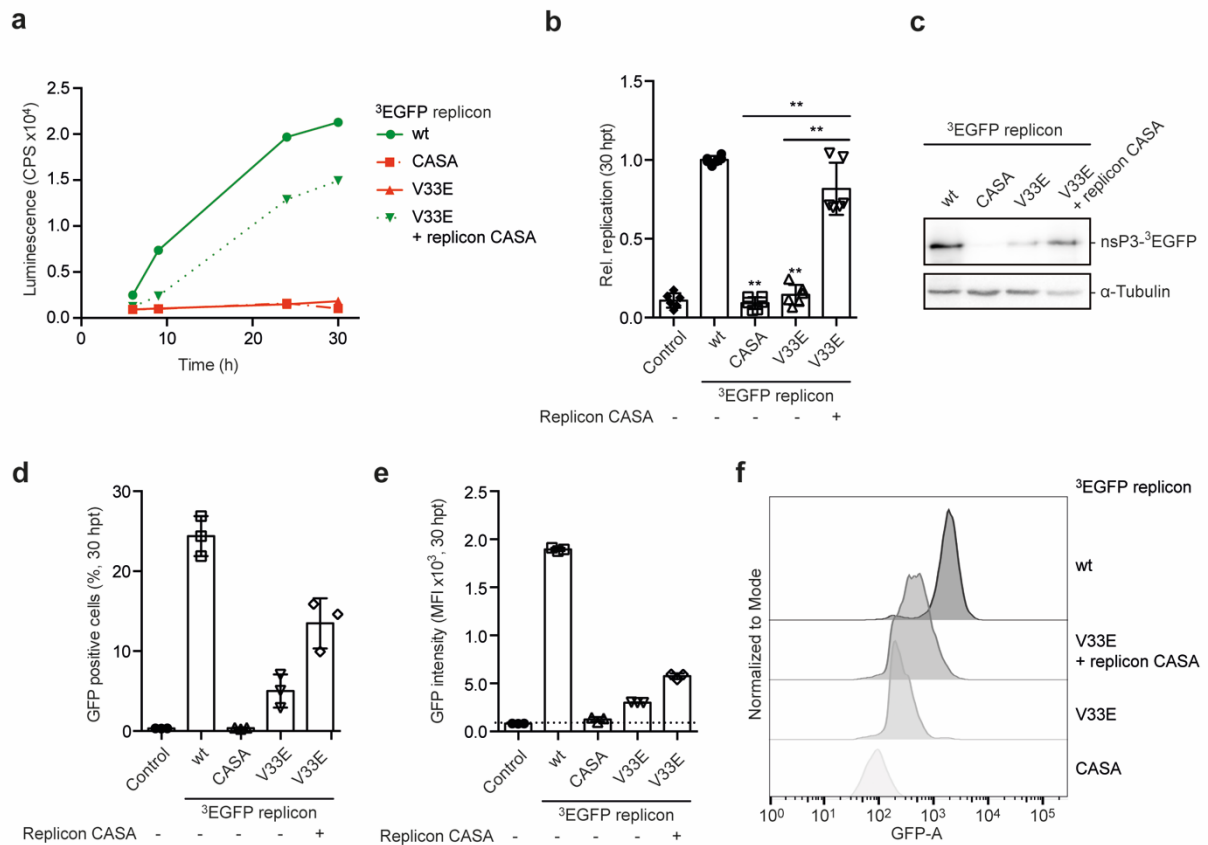 a
Luminescence (CPS x10⁴)
2.5
2.0
1.5
1.0
0.5
0.0
0
10
20
30
Time (h)
³EGFP replicon
wt
CASA
V33E
V33E
+ replicon CASA
b
Rel. replication (30 hpt)
1.5
1.0
0.5
0.0
**
**
**
**
Control
wt
CASA
V33E
V33E
³EGFP replicon
Replicon CASA - - - - +
c
³EGFP replicon
wt
CASA
V33E
V33E
+ replicon CASA
nsP3-³EGFP
α-Tubulin
d
GFP positive cells (%, 30 hpt)
30
20
10
0
Control
wt
CASA
V33E
V33E
³EGFP replicon
Replicon CASA - - - - +
e
GFP intensity (MFI x10³, 30 hpt)
2.5
2.0
1.5
1.0
5.0
0.0
Control
wt
CASA
V33E
V33E
³EGFP replicon
Replicon CASA - - - - +
f
³EGFP replicon
Normalized to Mode
wt
V33E
+ replicon CASA
V33E
CASA
10⁰ 10¹ 10² 10³ 10⁴ 10⁵
GFP-A